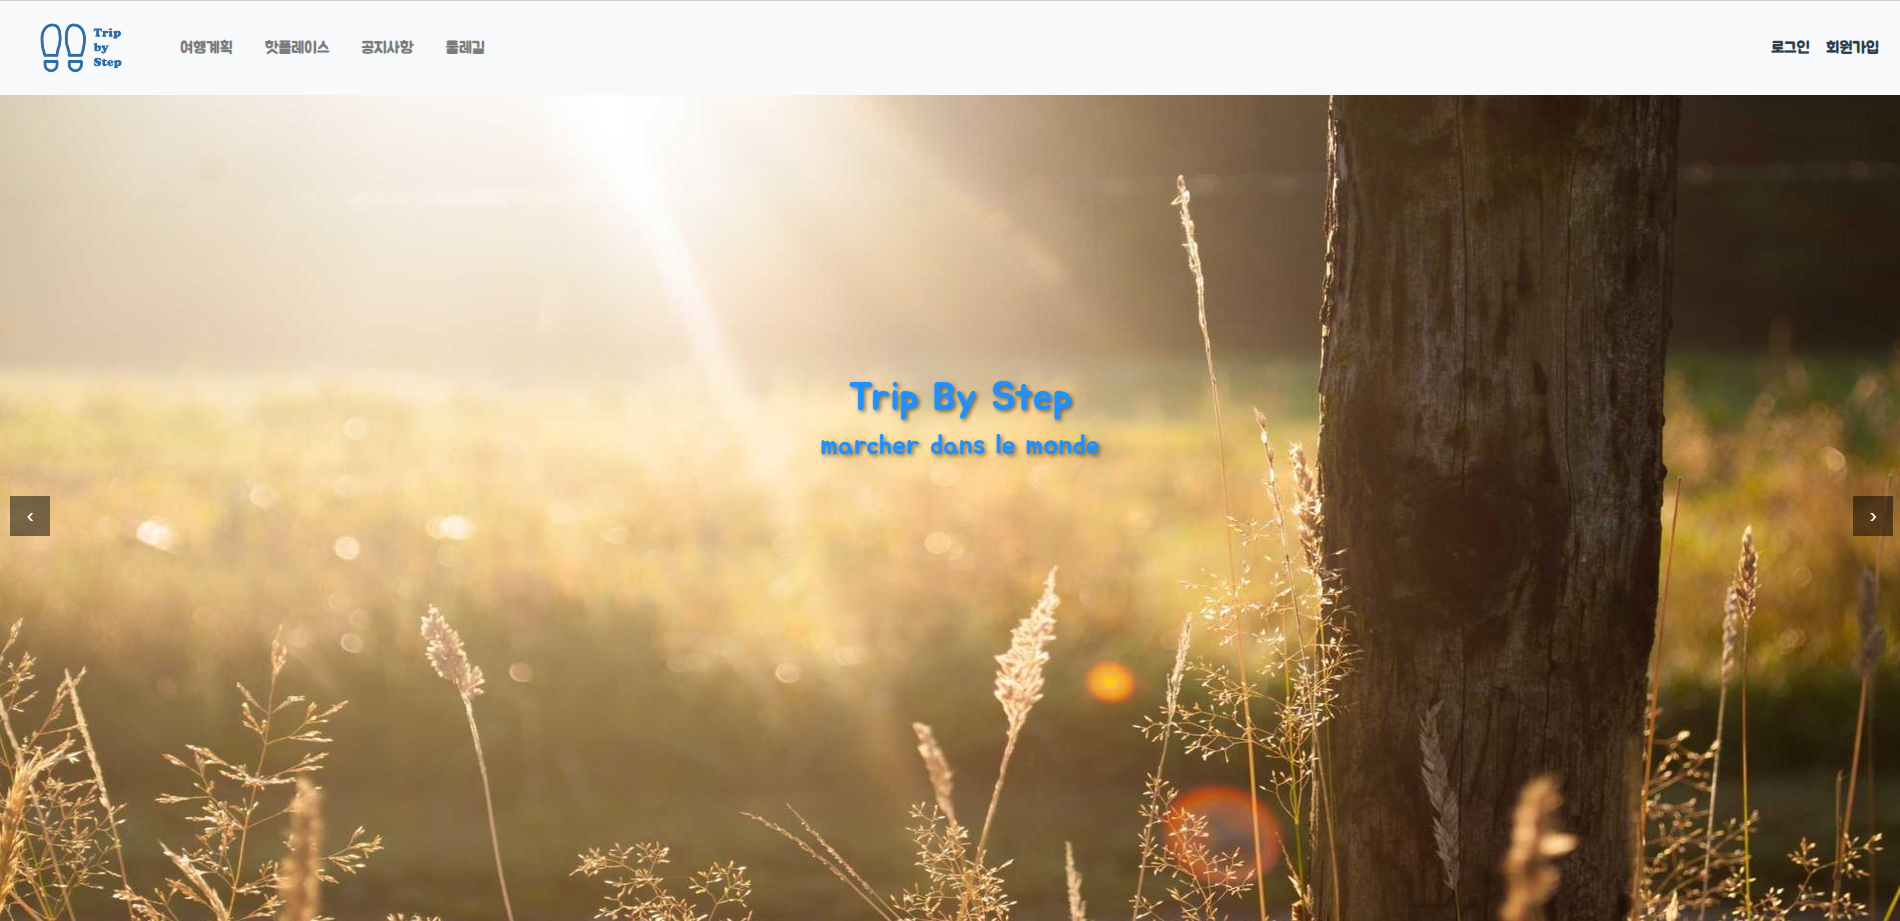 Trip
by
Step
여행계획 핫플레이스 공지사항 둘레길 로그인 회원가입
Trip By Step
marcher dans le monde
‹ ›